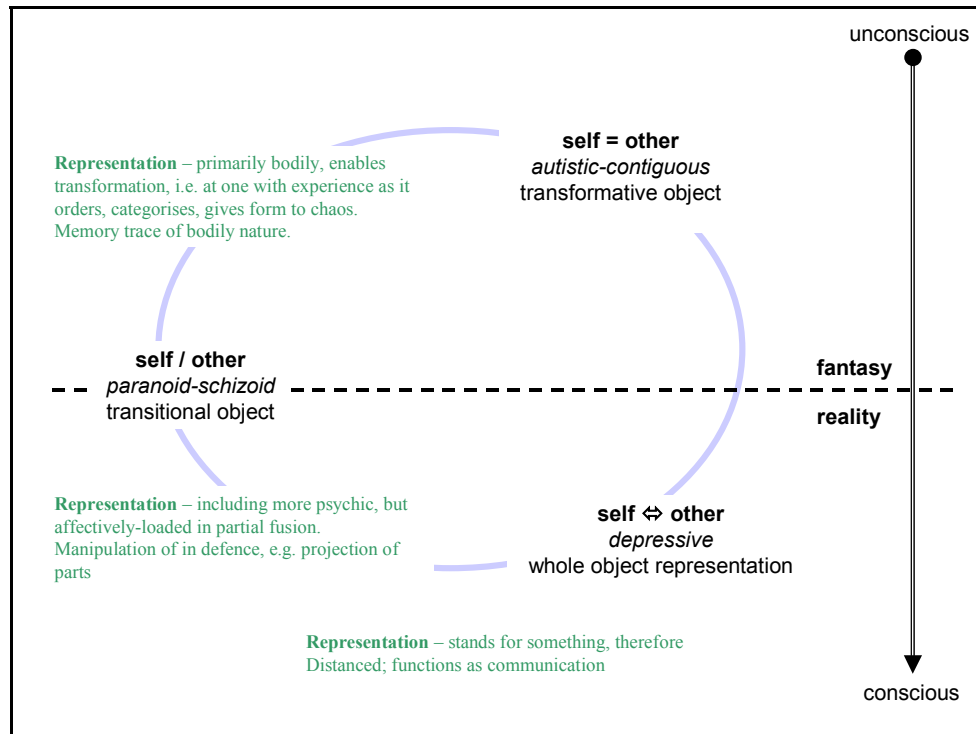 unconscious
self = other
autistic-contiguous
transformative object
Representation – primarily bodily, enables
transformation, i.e. at one with experience as it
orders, categorises, gives form to chaos.
Memory trace of bodily nature.
self / other
paranoid-schizoid
transitional object
fantasy
reality
Representation – including more psychic, but
affectively-loaded in partial fusion.
Manipulation of in defence, e.g. projection of
parts
self ⇔ other
depressive
whole object representation
Representation – stands for something, therefore
Distanced; functions as communication
conscious